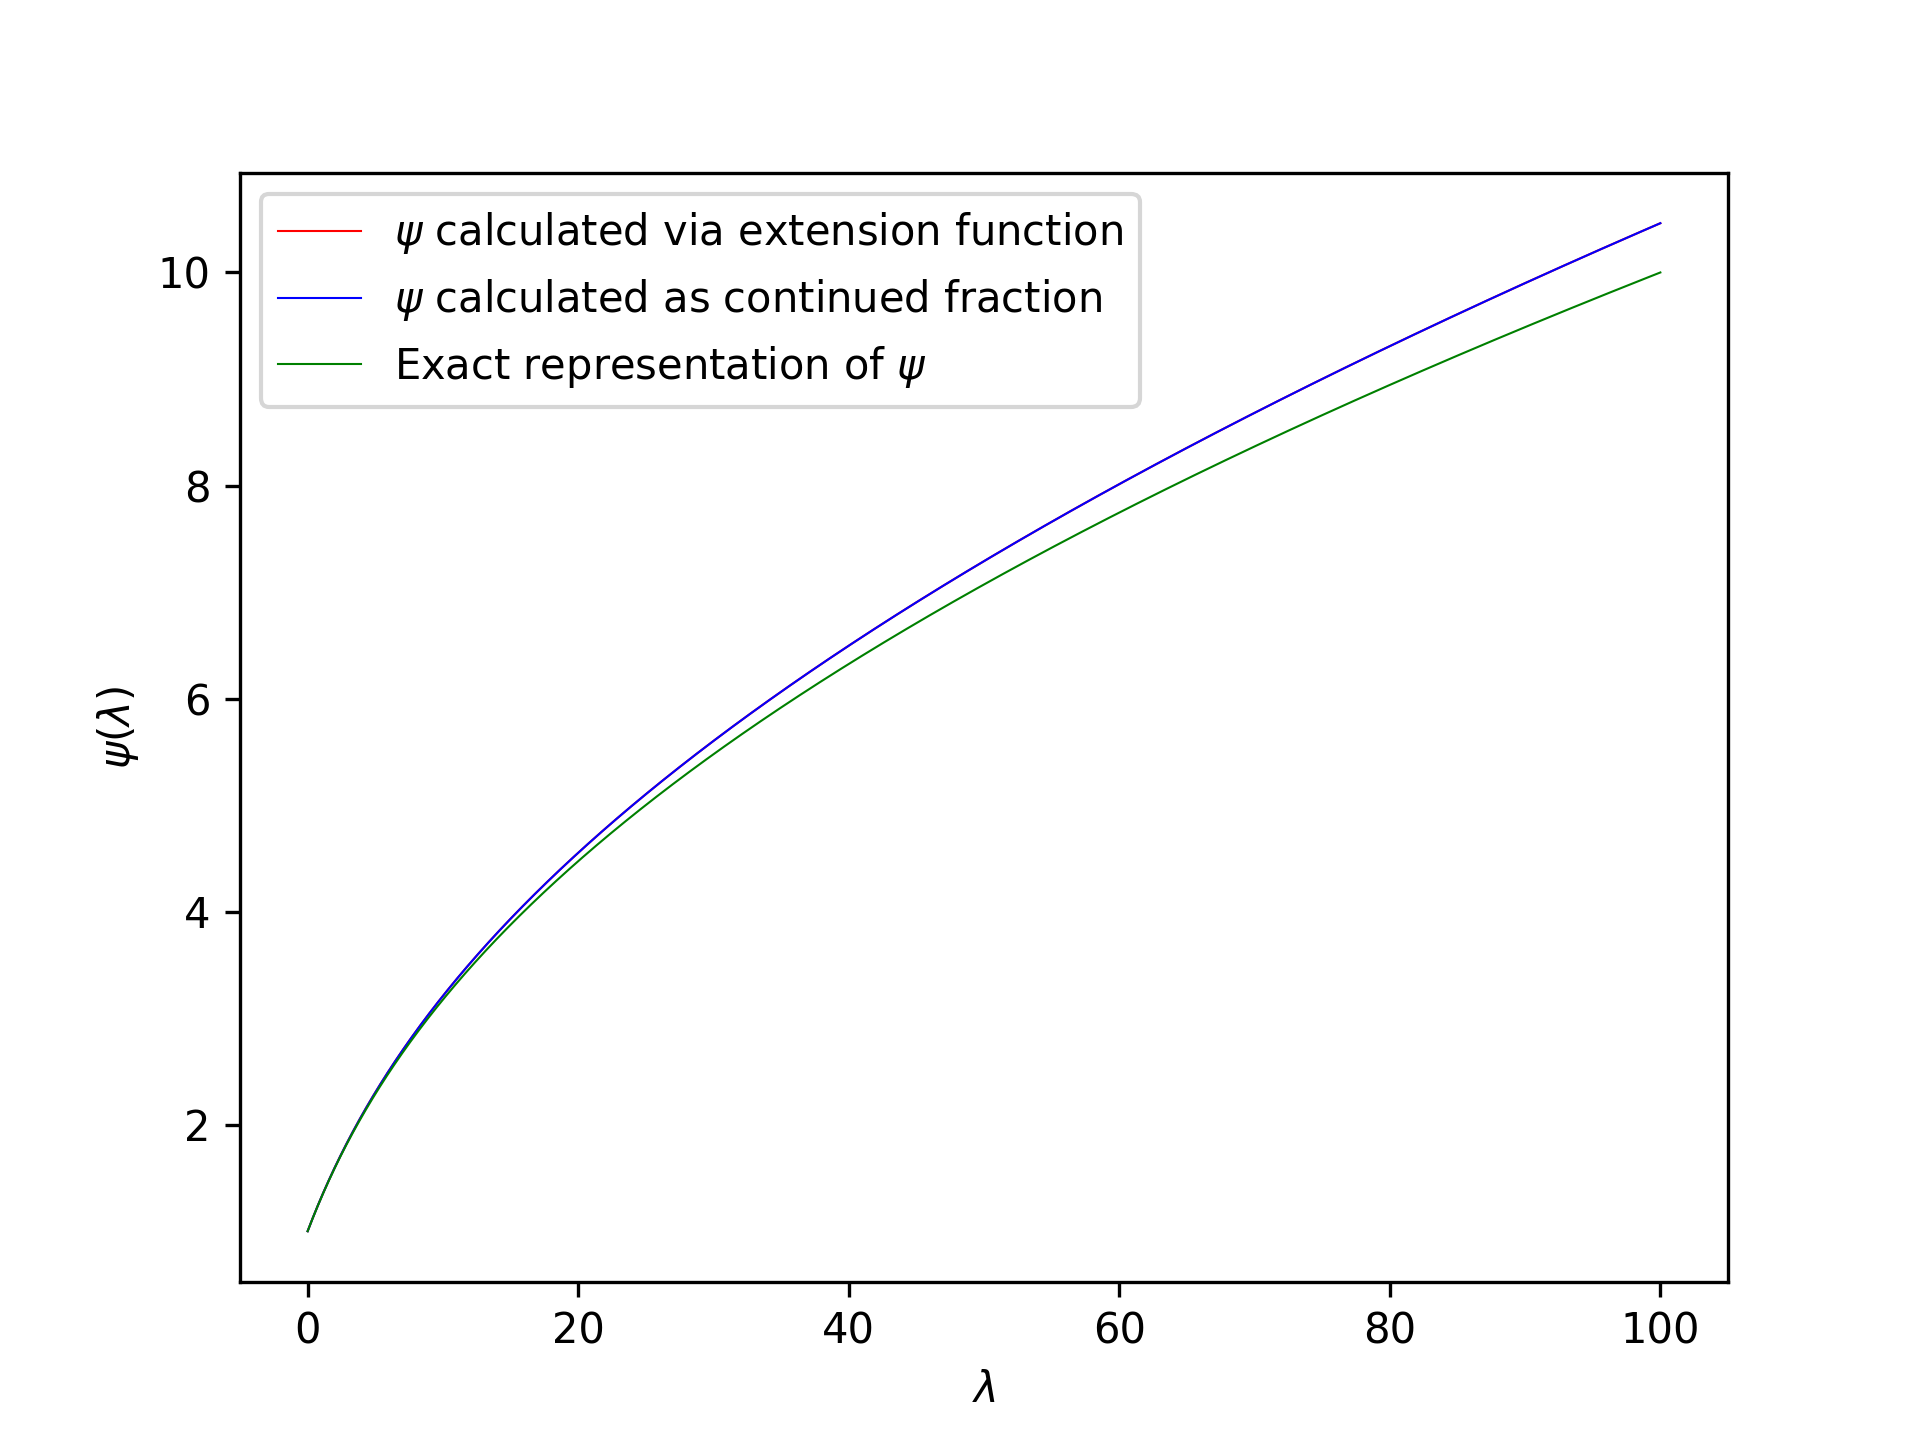 ψ calculated via extension function
ψ calculated as continued fraction
Exact representation of ψ
10
8
6
4
2
ψ(λ)
0 20 40 60 80 100
λ